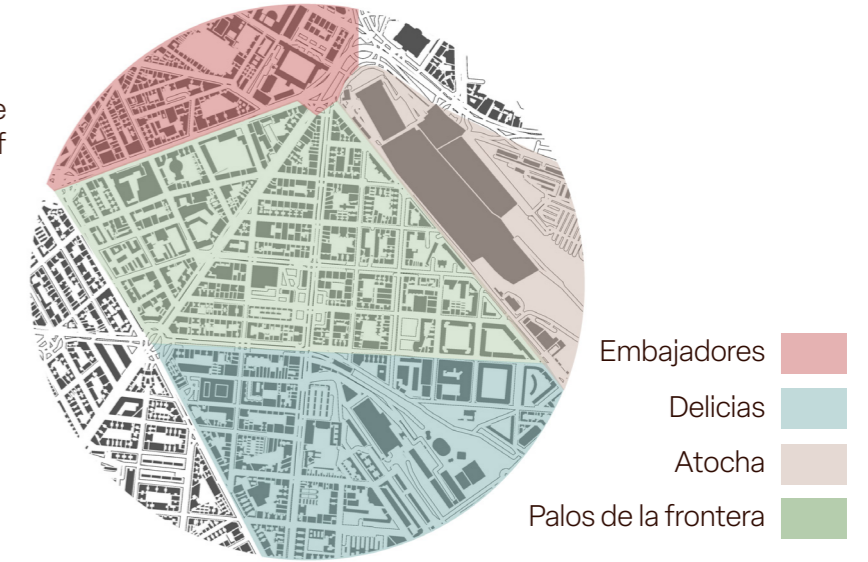 e
f
Embajadores
Delicias
Atocha
Palos de la frontera